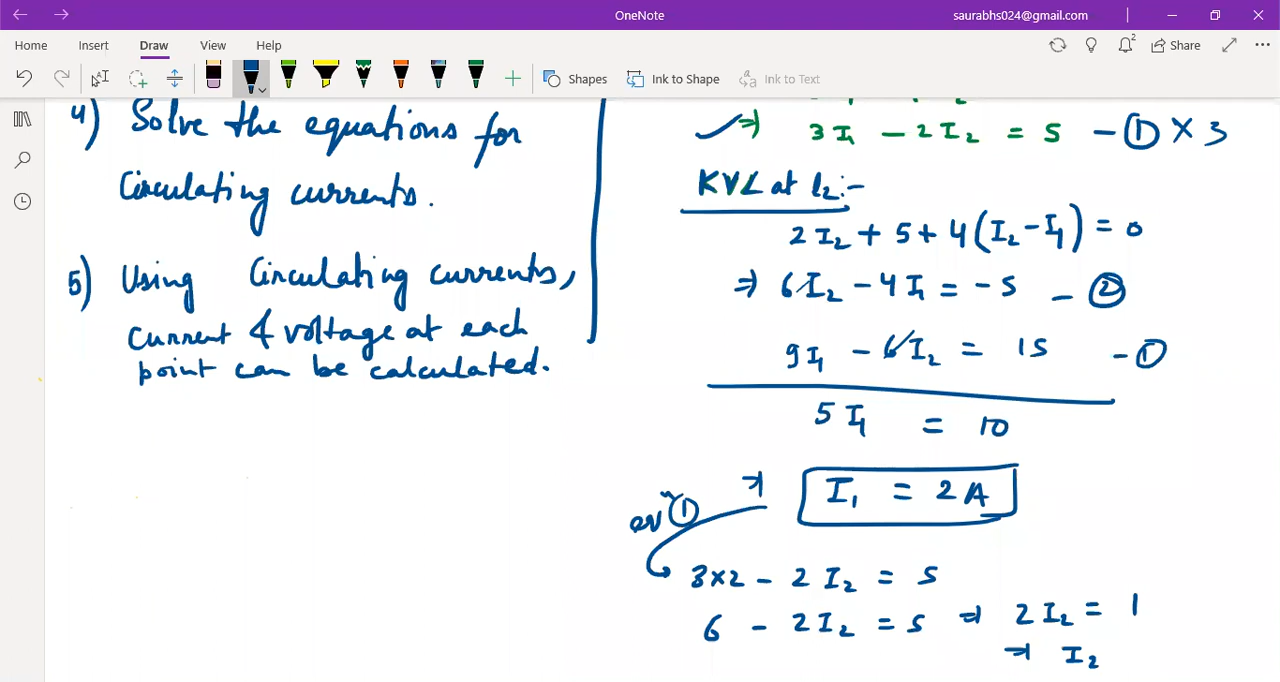 OneNote
saurabhs024@gmail.com
Home Insert Draw View Help
2
Share
Shapes
Ink to Shape
Ink to Text
4) Solve the equations for
Circulating currents.
5) Using Circulating currents,
current & voltage at each
point can be calculated.
⇒ 3I1 - 2I2 = 5 - ① × 3
KVL at l2:-
2I2 + 5 + 4(I2 - I1) = 0
⇒ 6I2 - 4I1 = -5 - ②
9I1 - 6I2 = 15 - ①
5I1 = 10
⇒ I1 = 2A
eqn ①
3×2 - 2I2 = 5
6 - 2I2 = 5 ⇒ 2I2 = 1
⇒ I2